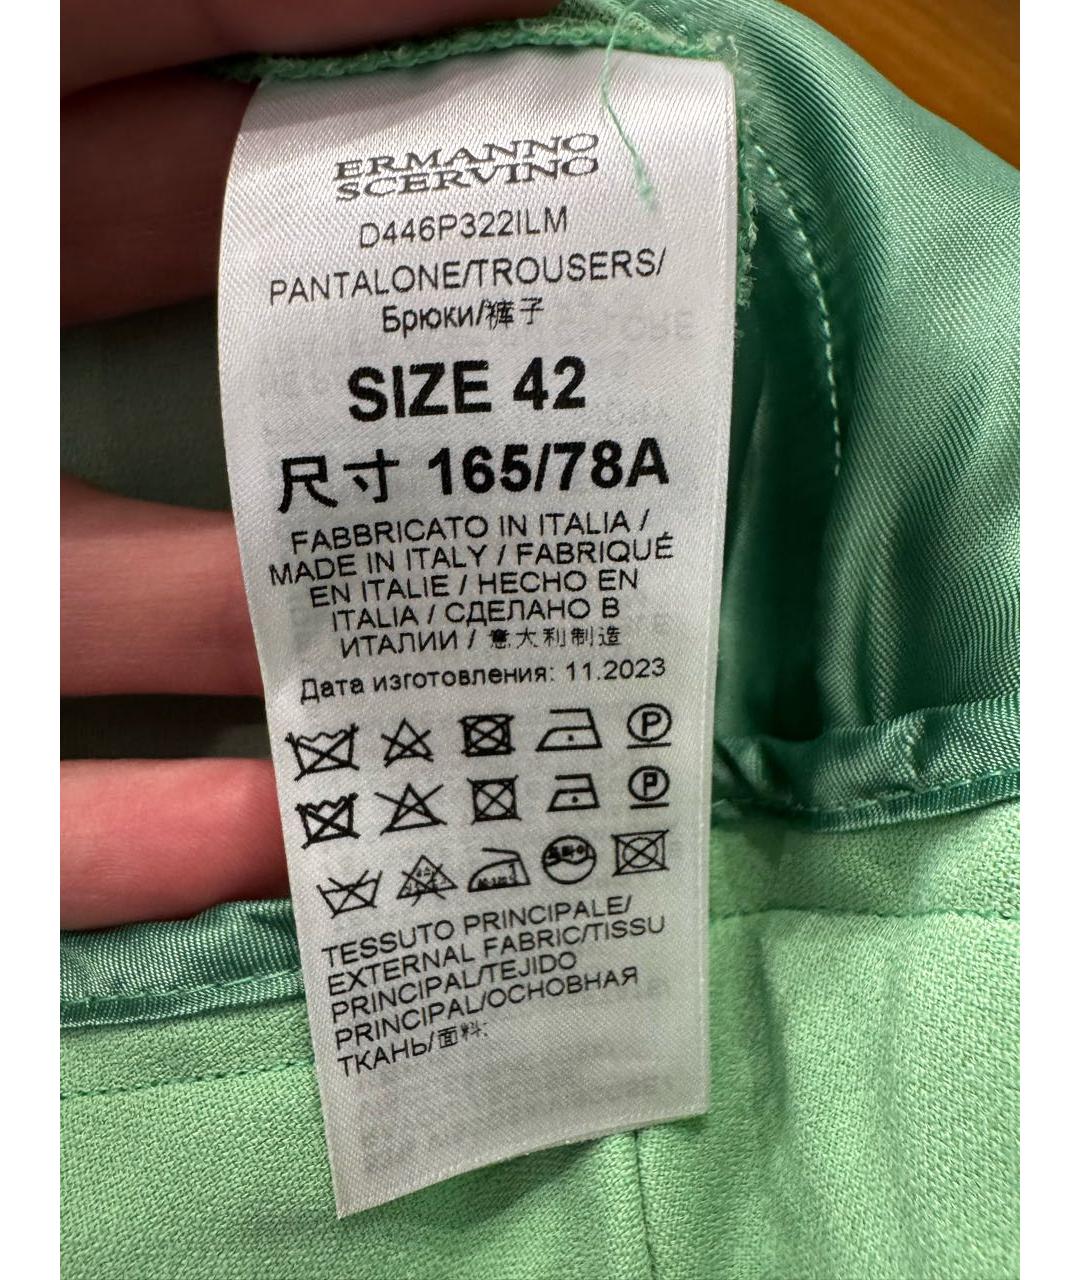 ERMANNO
SCERVINO
D446P322ILM
PANTALONE/TROUSERS/
Брюки/裤子
SIZE 42
尺寸 165/78A
FABBRICATO IN ITALIA /
MADE IN ITALY / FABRIQUÉ
EN ITALIE / HECHO EN
ITALIA / СДЕЛАНО В
ИТАЛИИ / 意大利制造
Дата изготовления: 11.2023
P
P
TESSUTO PRINCIPALE/
EXTERNAL FABRIC/TISSU
PRINCIPAL/TEJIDO
PRINCIPAL/ОСНОВНАЯ
ТКАНЬ/面料: